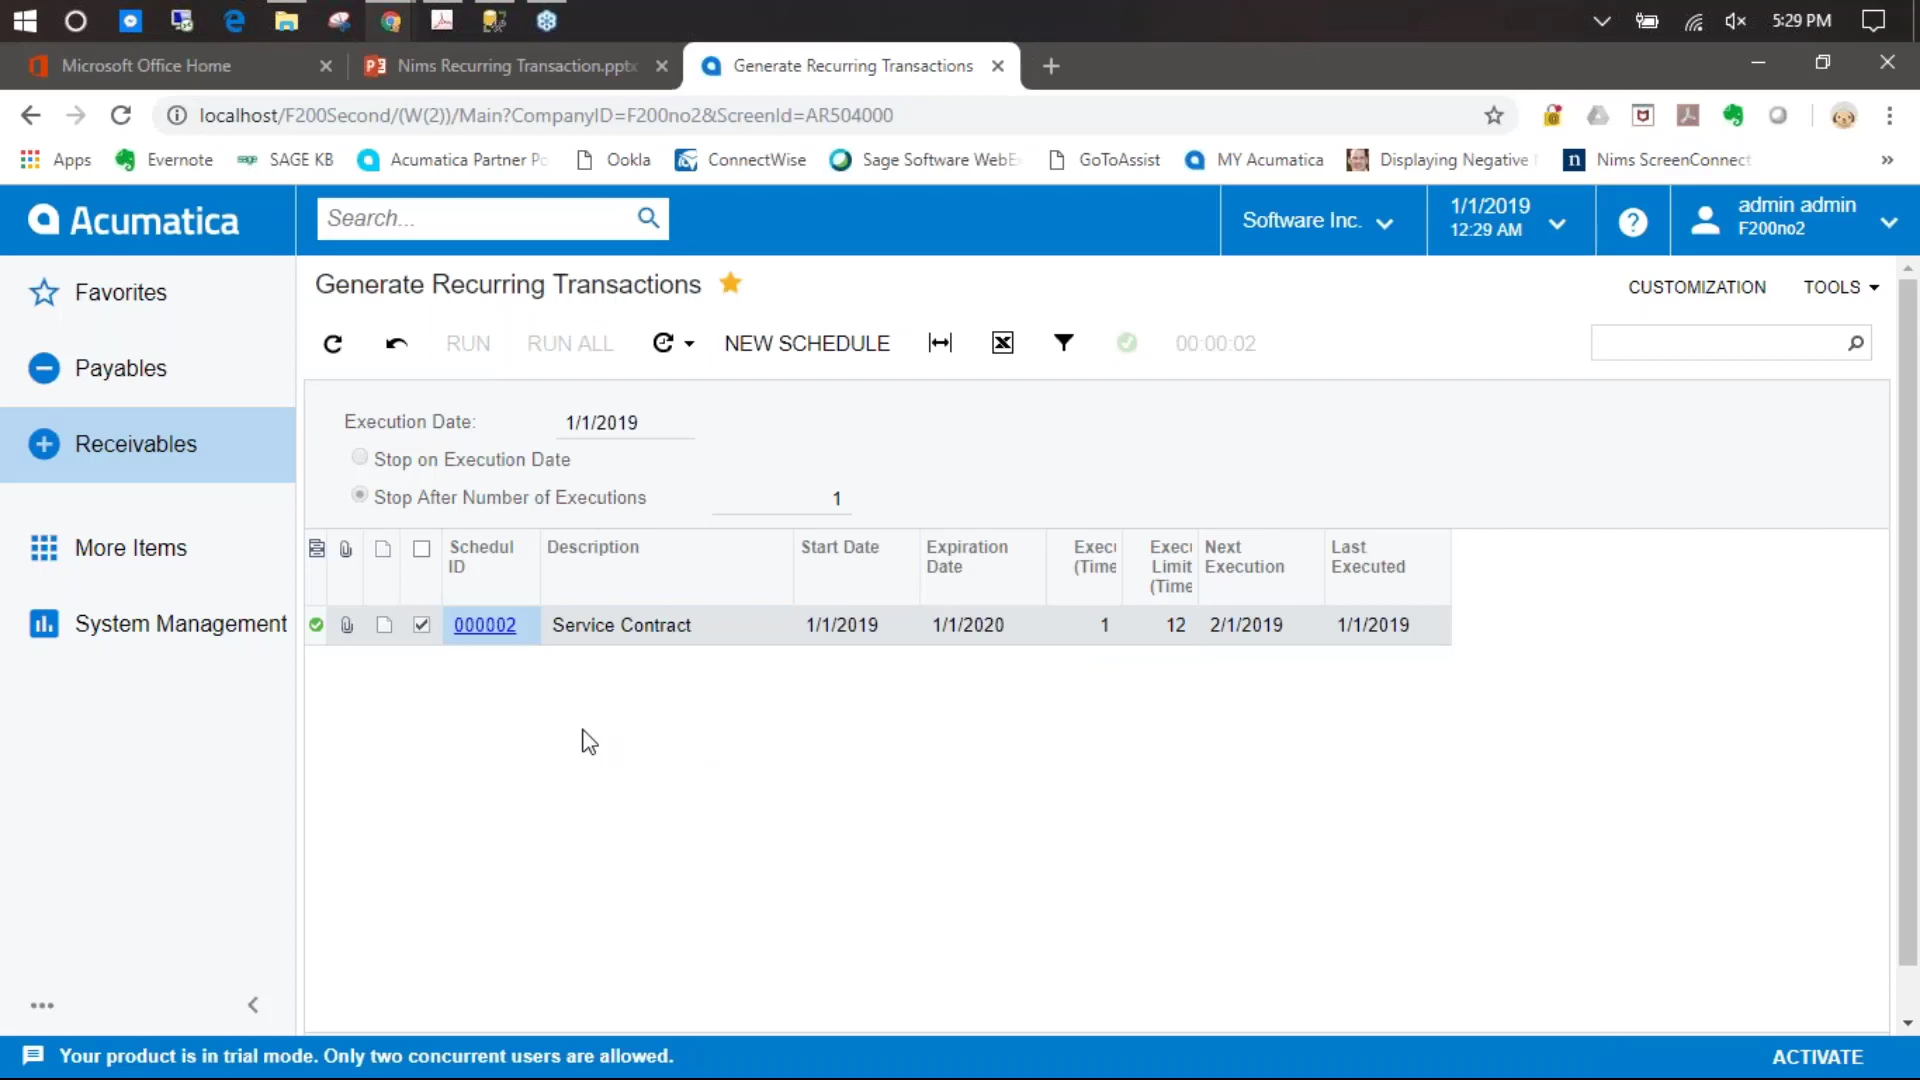 5:29 PM
Microsoft Office Home
Nims Recurring Transaction.pptx
Generate Recurring Transactions
localhost/F200Second/(W(2))/Main?CompanyID=F200no2&ScreenId=AR504000
Apps
Evernote
SAGE KB
Acumatica Partner Po
Ookla
ConnectWise
Sage Software WebE
GoToAssist
MY Acumatica
Displaying Negative
Nims ScreenConnect
Acumatica
Search...
Software Inc.
1/1/2019
12:29 AM
admin admin
F200no2
Favorites
Payables
Receivables
More Items
System Management
Generate Recurring Transactions
CUSTOMIZATION
TOOLS
RUN
RUN ALL
NEW SCHEDULE
00:00:02
Execution Date: 1/1/2019
Stop on Execution Date
Stop After Number of Executions 1
Schedul
ID
Description
Start Date
Expiration
Date
Execu
(Time
Execu
Limit
(Time
Next
Execution
Last
Executed
000002 Service Contract 1/1/2019 1/1/2020 1 12 2/1/2019 1/1/2019
Your product is in trial mode. Only two concurrent users are allowed.
ACTIVATE